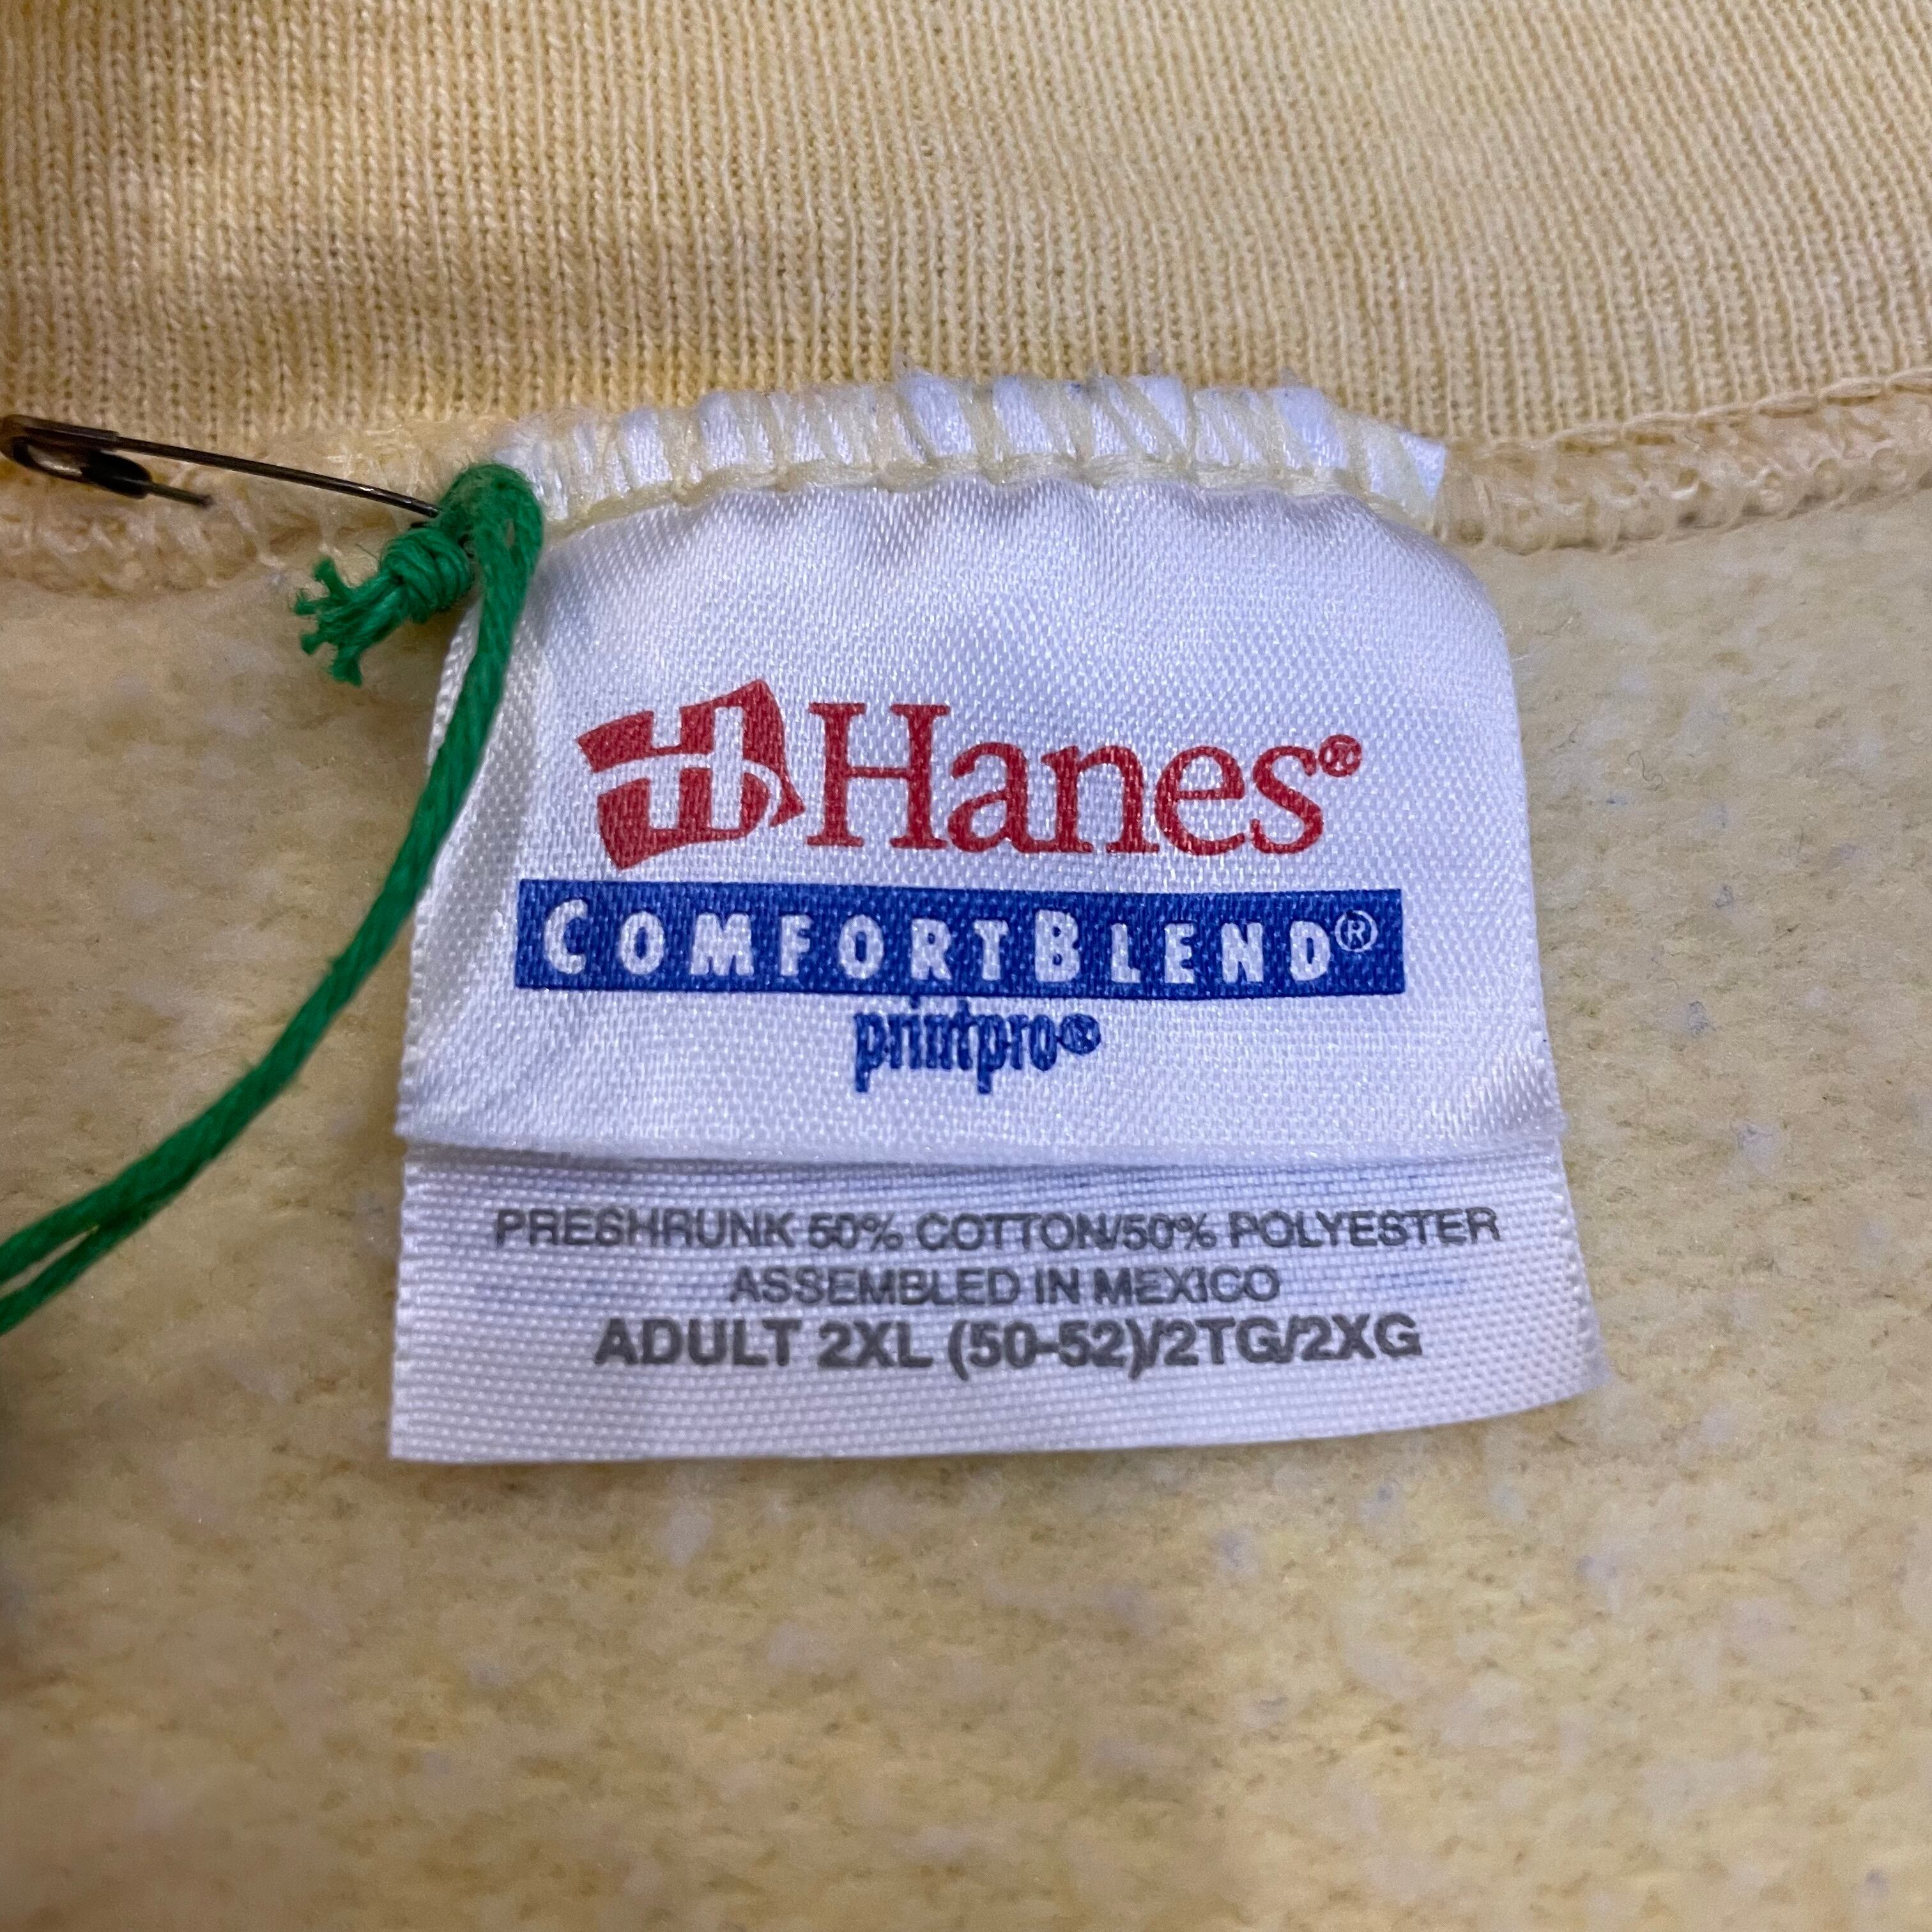 H Hanes®
COMFORTBLEND®
printpro®
PRESHRUNK 50% COTTON/50% POLYESTER
ASSEMBLED IN MEXICO
ADULT 2XL (50-52)/2TG/2XG